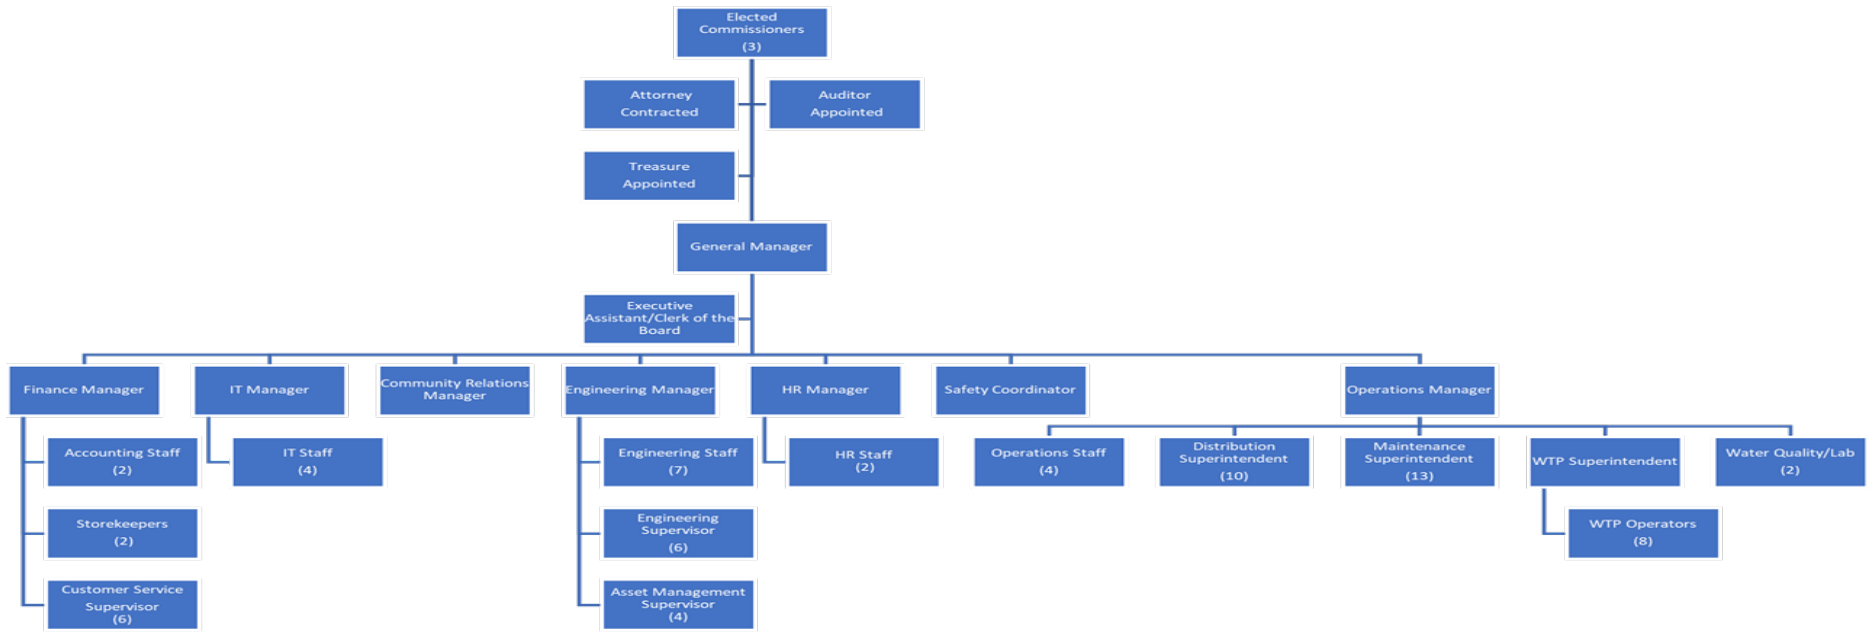 Elected
Commissioners
(3)
Attorney
Contracted
Auditor
Appointed
Treasure
Appointed
General Manager
Executive
Assistant/Clerk of the
Board
Finance Manager
IT Manager
Community Relations
Manager
Engineering Manager
HR Manager
Safety Coordinator
Operations Manager
Accounting Staff
(2)
IT Staff
(4)
Engineering Staff
(7)
HR Staff
(2)
Operations Staff
(4)
Distribution
Superintendent
(10)
Maintenance
Superintendent
(13)
WTP Superintendent
Water Quality/Lab
(2)
Storekeepers
(2)
Engineering
Supervisor
(6)
WTP Operators
(8)
Customer Service
Supervisor
(6)
Asset Management
Supervisor
(4)